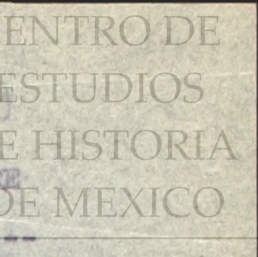 ENTRO DE
ESTUDIOS
E HISTORIA
DE MEXICO